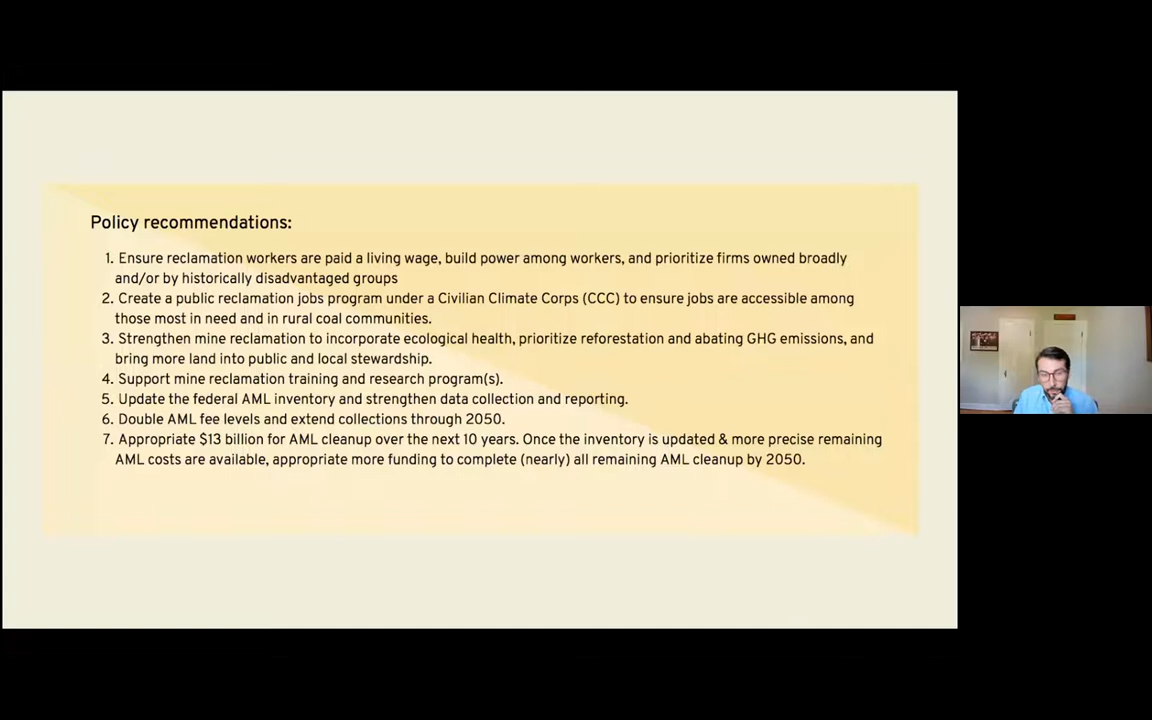 Policy recommendations:
1. Ensure reclamation workers are paid a living wage, build power among workers, and prioritize firms owned broadly
and/or by historically disadvantaged groups
2. Create a public reclamation jobs program under a Civilian Climate Corps (CCC) to ensure jobs are accessible among
those most in need and in rural coal communities.
3. Strengthen mine reclamation to incorporate ecological health, prioritize reforestation and abating GHG emissions, and
bring more land into public and local stewardship.
4. Support mine reclamation training and research program(s).
5. Update the federal AML inventory and strengthen data collection and reporting.
6. Double AML fee levels and extend collections through 2050.
7. Appropriate $13 billion for AML cleanup over the next 10 years. Once the inventory is updated & more precise remaining
AML costs are available, appropriate more funding to complete (nearly) all remaining AML cleanup by 2050.